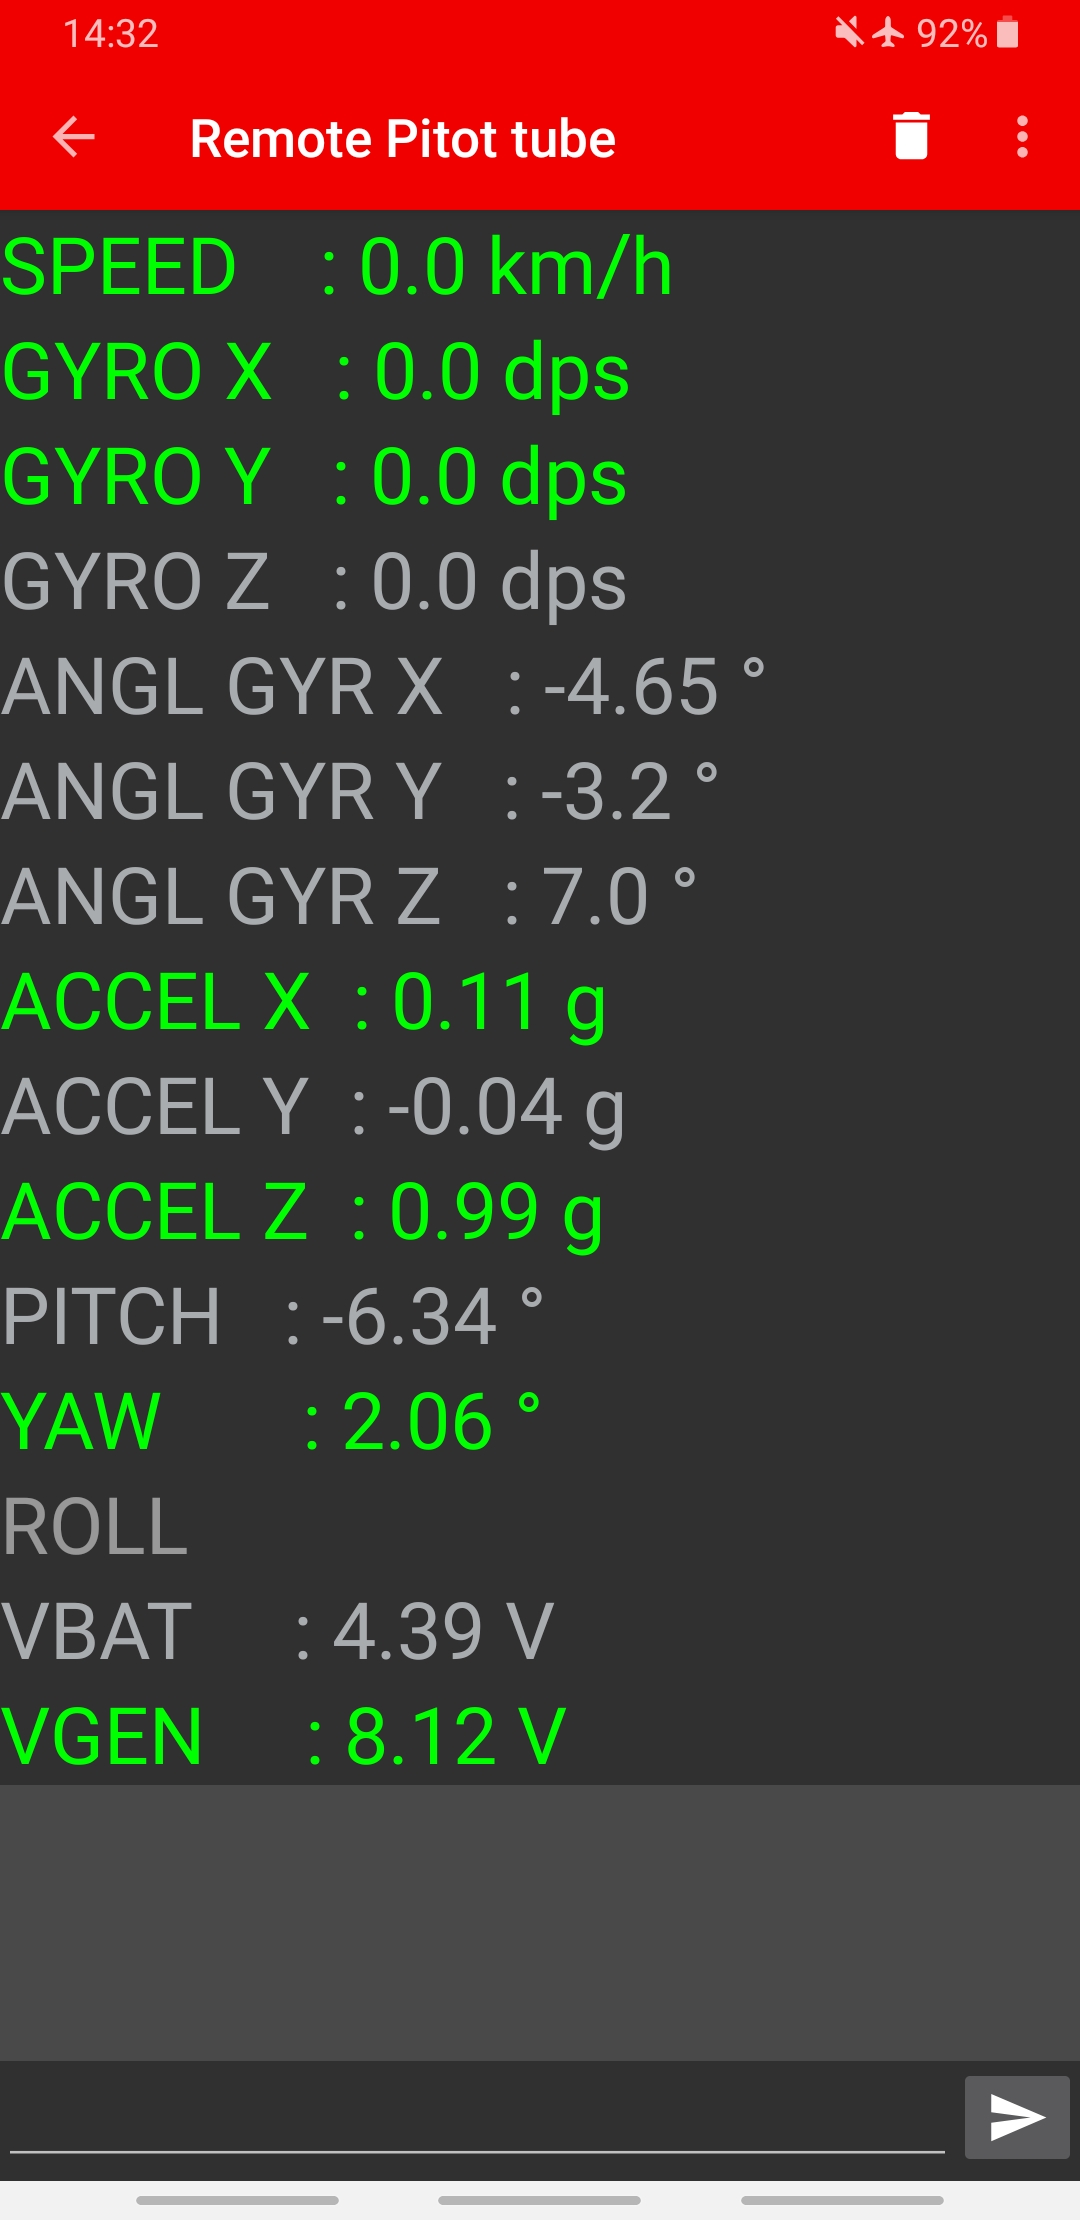 14:32 92%
Remote Pitot tube
SPEED : 0.0 km/h
GYRO X : 0.0 dps
GYRO Y : 0.0 dps
GYRO Z : 0.0 dps
ANGL GYR X : -4.65 °
ANGL GYR Y : -3.2 °
ANGL GYR Z : 7.0 °
ACCEL X : 0.11 g
ACCEL Y : -0.04 g
ACCEL Z : 0.99 g
PITCH : -6.34 °
YAW : 2.06 °
ROLL
VBAT : 4.39 V
VGEN : 8.12 V